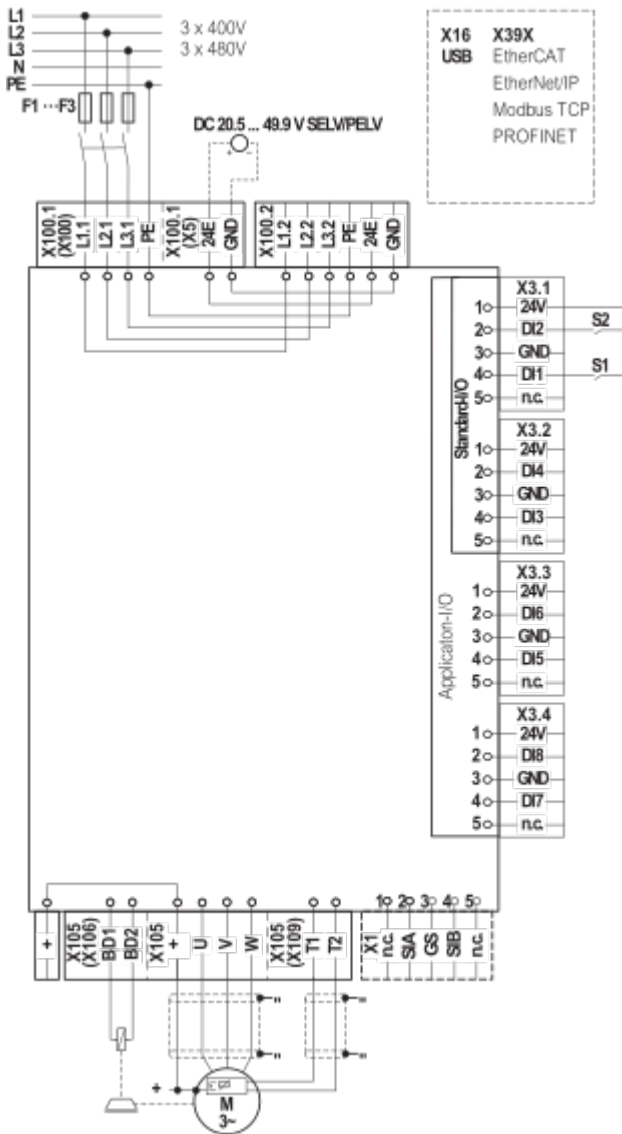 L1
L2
L3
N
PE
3 x 400V
3 x 480V
F1 ···F3
DC 20.5 ... 49.9 V SELV/PELV
+ -
X16 X39X
USB EtherCAT
EtherNet/IP
Modbus TCP
PROFINET
X100.1
(X100)
L1.1
L2.1
L3.1
PE
X100.1
(X5)
24E
GND
X100.2
L1.2
L2.2
L3.2
PE
24E
GND
Standard-I/O
X3.1
1 24V
2 DI2 S2
3 GND
4 DI1 S1
5 n.c.
X3.2
1 24V
2 DI4
3 GND
4 DI3
5 n.c.
Application-I/O
X3.3
1 24V
2 DI6
3 GND
4 DI5
5 n.c.
X3.4
1 24V
2 DI8
3 GND
4 DI7
5 n.c.
+
X105
(X106)
BD1
BD2
X105
+
U
V
W
X105
(X109)
T1
T2
X1
1 n.c.
2 SIA
3 GS
4 SIB
5 n.c.
+
M
3~